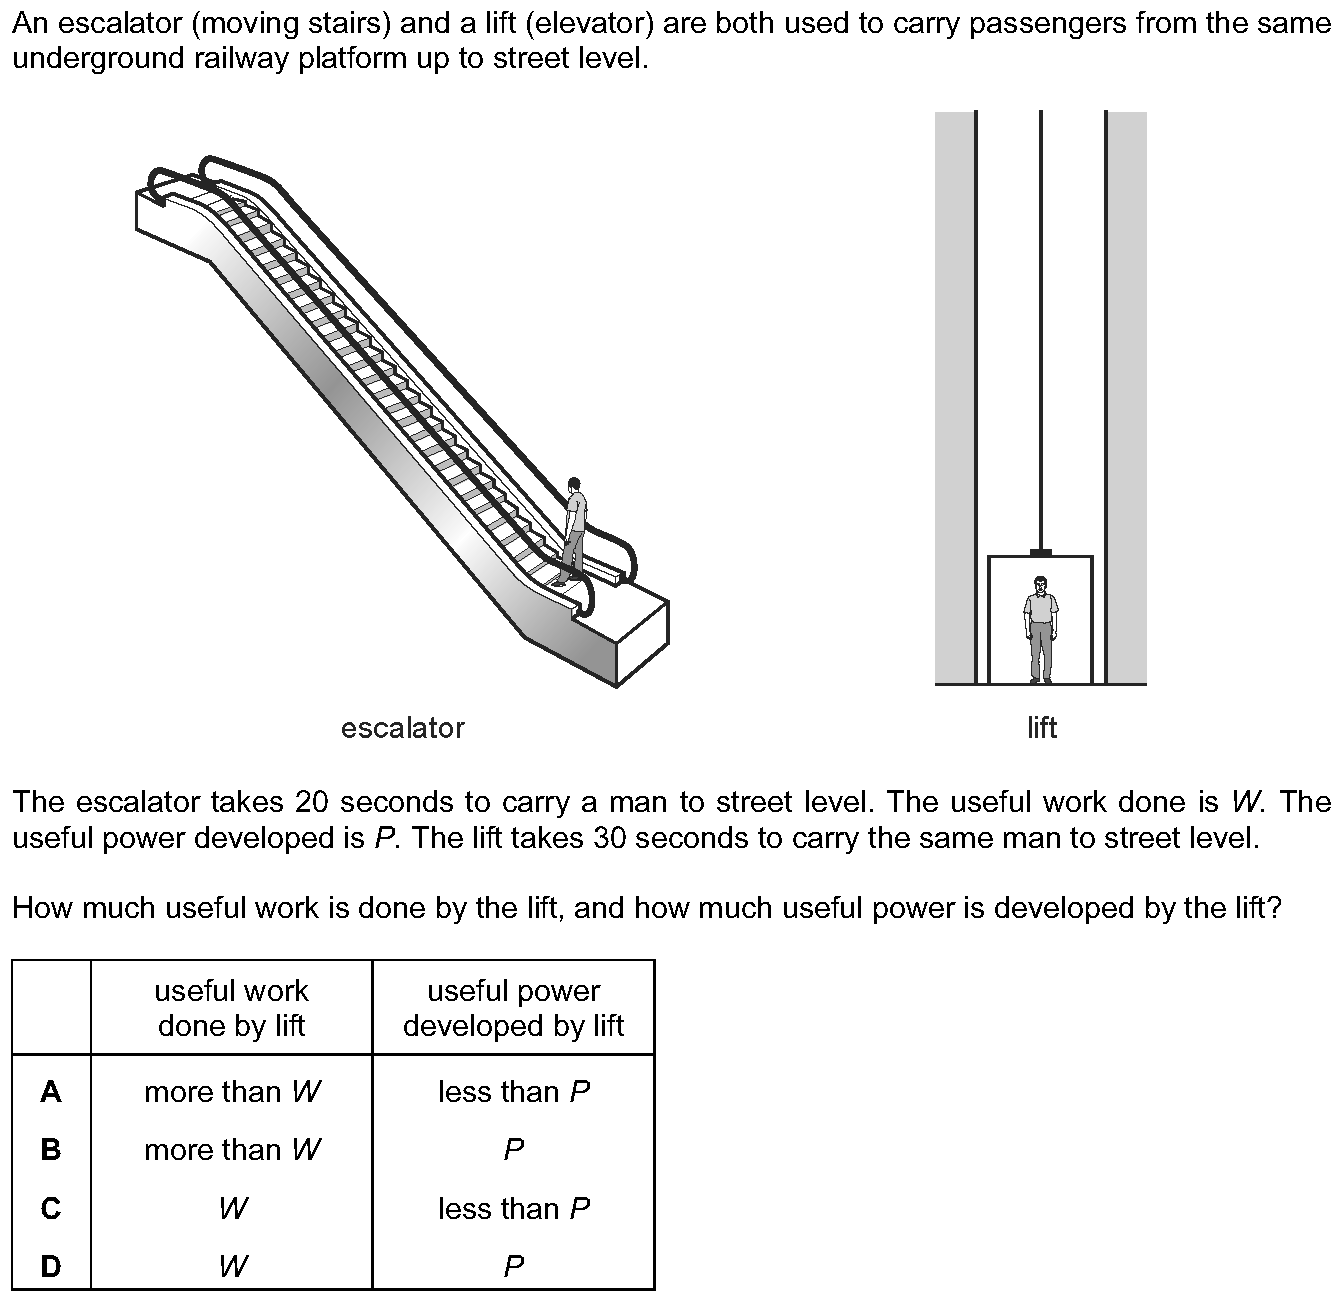 An escalator (moving stairs) and a lift (elevator) are both used to carry passengers from the same
underground railway platform up to street level.
escalator
lift
The escalator takes 20 seconds to carry a man to street level. The useful work done is W. The
useful power developed is P. The lift takes 30 seconds to carry the same man to street level.
How much useful work is done by the lift, and how much useful power is developed by the lift?
useful work
done by lift
useful power
developed by lift
A more than W less than P
B more than W P
C W less than P
D W P